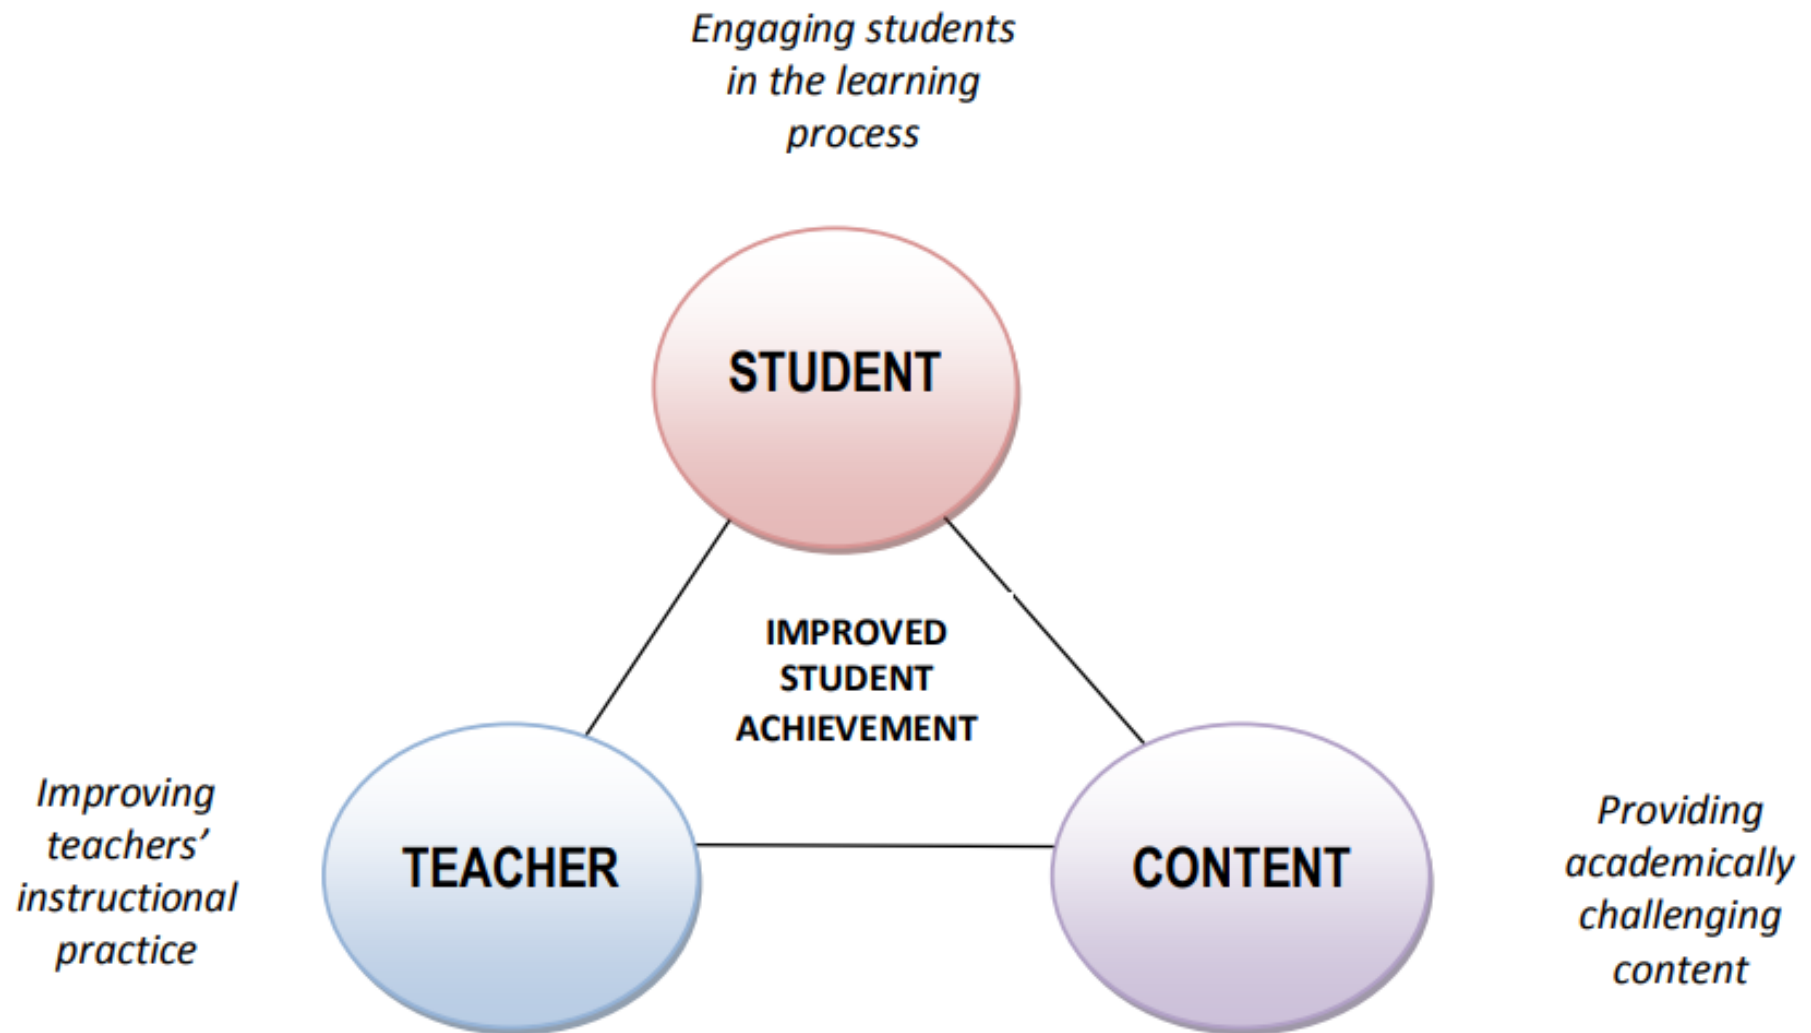 Engaging students
in the learning
process
STUDENT
IMPROVED
STUDENT
ACHIEVEMENT
Improving
teachers’
instructional
practice
TEACHER
CONTENT
Providing
academically
challenging
content